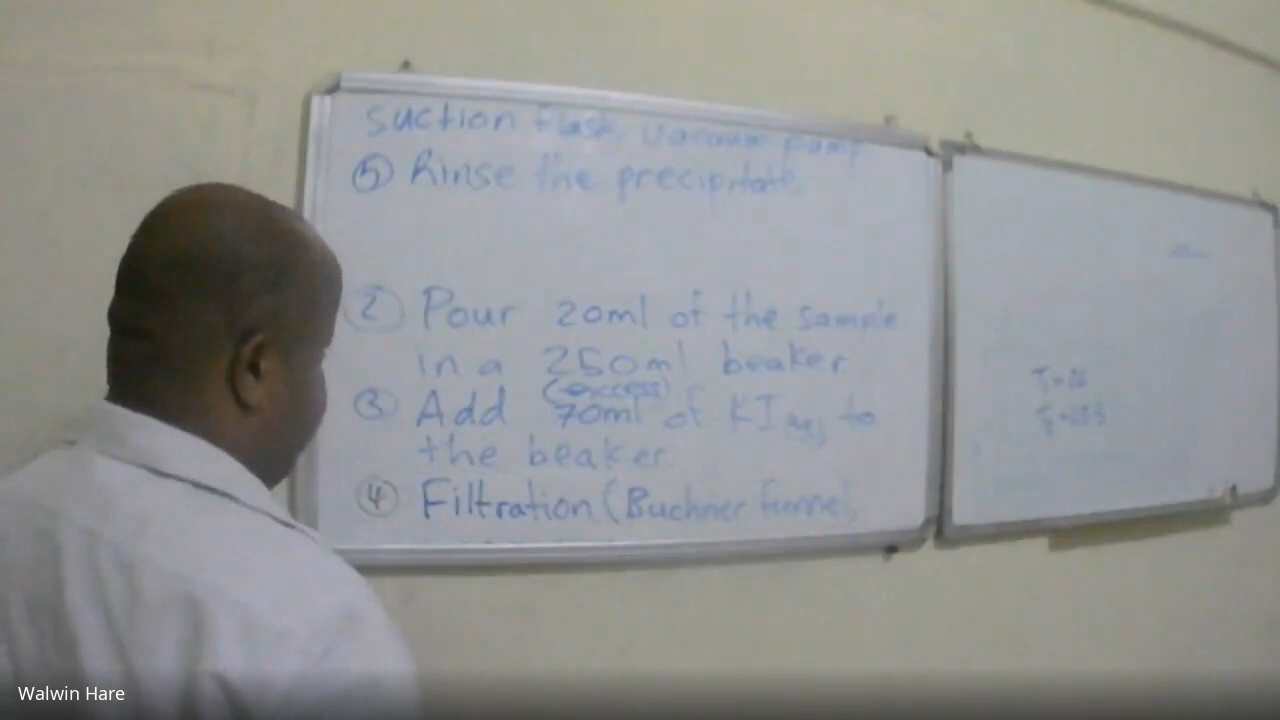 suction flask, vacuum pump
⑤ Rinse the precipitate
② Pour 20ml of the sample
in a 250ml beaker
(excess)
③ Add 70ml of KI(aq) to
the beaker
④ Filtration (Buchner funnel,
Walwin Hare